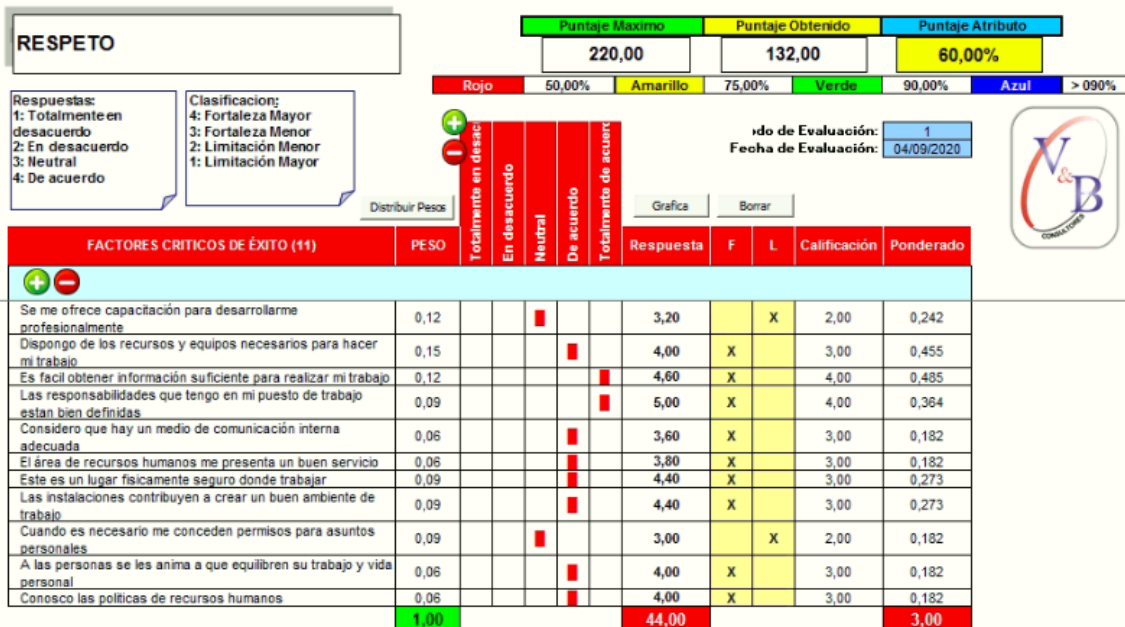 RESPETO
Puntaje Maximo Puntaje Obtenido Puntaje Atributo
220,00 132,00 60,00%
Rojo 50,00% Amarillo 75,00% Verde 90,00% Azul > 090%
Respuestas:
1: Totalmente en
desacuerdo
2: En desacuerdo
3: Neutral
4: De acuerdo
Clasificacion;
4: Fortaleza Mayor
3: Fortaleza Menor
2: Limitación Menor
1: Limitación Mayor
do de Evaluación: 1
Fecha de Evaluación: 04/09/2020
V&B
CONSULTORES
Distribuir Pesos
Grafica Borrar
FACTORES CRITICOS DE ÉXITO (11) PESO Totalmente en desacu En desacuerdo Neutral De acuerdo Totalmente de acuerd Respuesta F L Calificación Ponderado
Se me ofrece capacitación para desarrollarme
profesionalmente 0,12 3,20 X 2,00 0,242
Dispongo de los recursos y equipos necesarios para hacer
mi trabajo 0,15 4,00 X 3,00 0,455
Es facil obtener información suficiente para realizar mi trabajo 0,12 4,60 X 4,00 0,485
Las responsabilidades que tengo en mi puesto de trabajo
estan bien definidas 0,09 5,00 X 4,00 0,364
Considero que hay un medio de comunicación interna
adecuada 0,06 3,60 X 3,00 0,182
El área de recursos humanos me presenta un buen servicio 0,06 3,80 X 3,00 0,182
Este es un lugar fisicamente seguro donde trabajar 0,09 4,40 X 3,00 0,273
Las instalaciones contribuyen a crear un buen ambiente de
trabajo 0,09 4,40 X 3,00 0,273
Cuando es necesario me conceden permisos para asuntos
personales 0,09 3,00 X 2,00 0,182
A las personas se les anima a que equilibren su trabajo y vida
personal 0,06 4,00 X 3,00 0,182
Conosco las politicas de recursos humanos 0,06 4,00 X 3,00 0,182
1,00 44,00 3,00